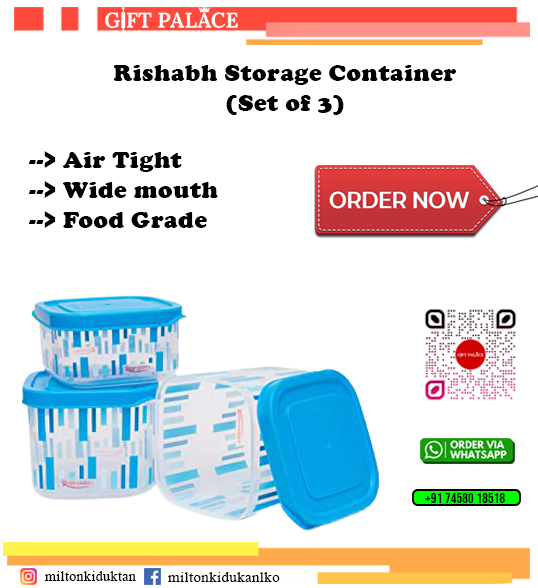 GIFT PALACE
Rishabh Storage Container
(Set of 3)
--> Air Tight
--> Wide mouth
--> Food Grade
ORDER NOW
GIFT PALACE
ORDER VIA
WHATSAPP
+91 74580 18518
miltonkiduktan miltonkidukanlko